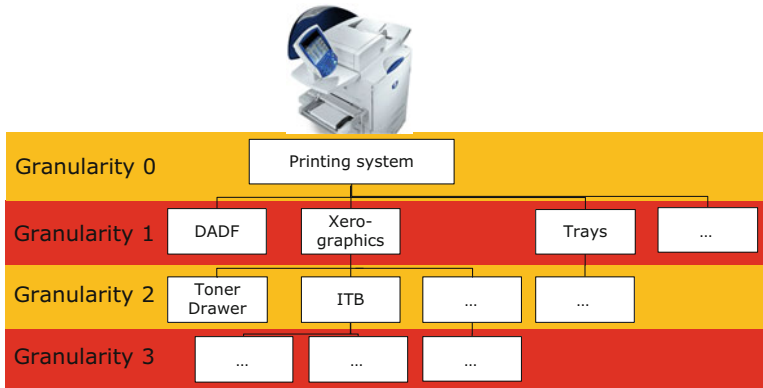 Granularity 0
Printing system
Granularity 1
DADF
Xero-
graphics
Trays
...
Granularity 2
Toner
Drawer
ITB
...
...
Granularity 3
...
...
...